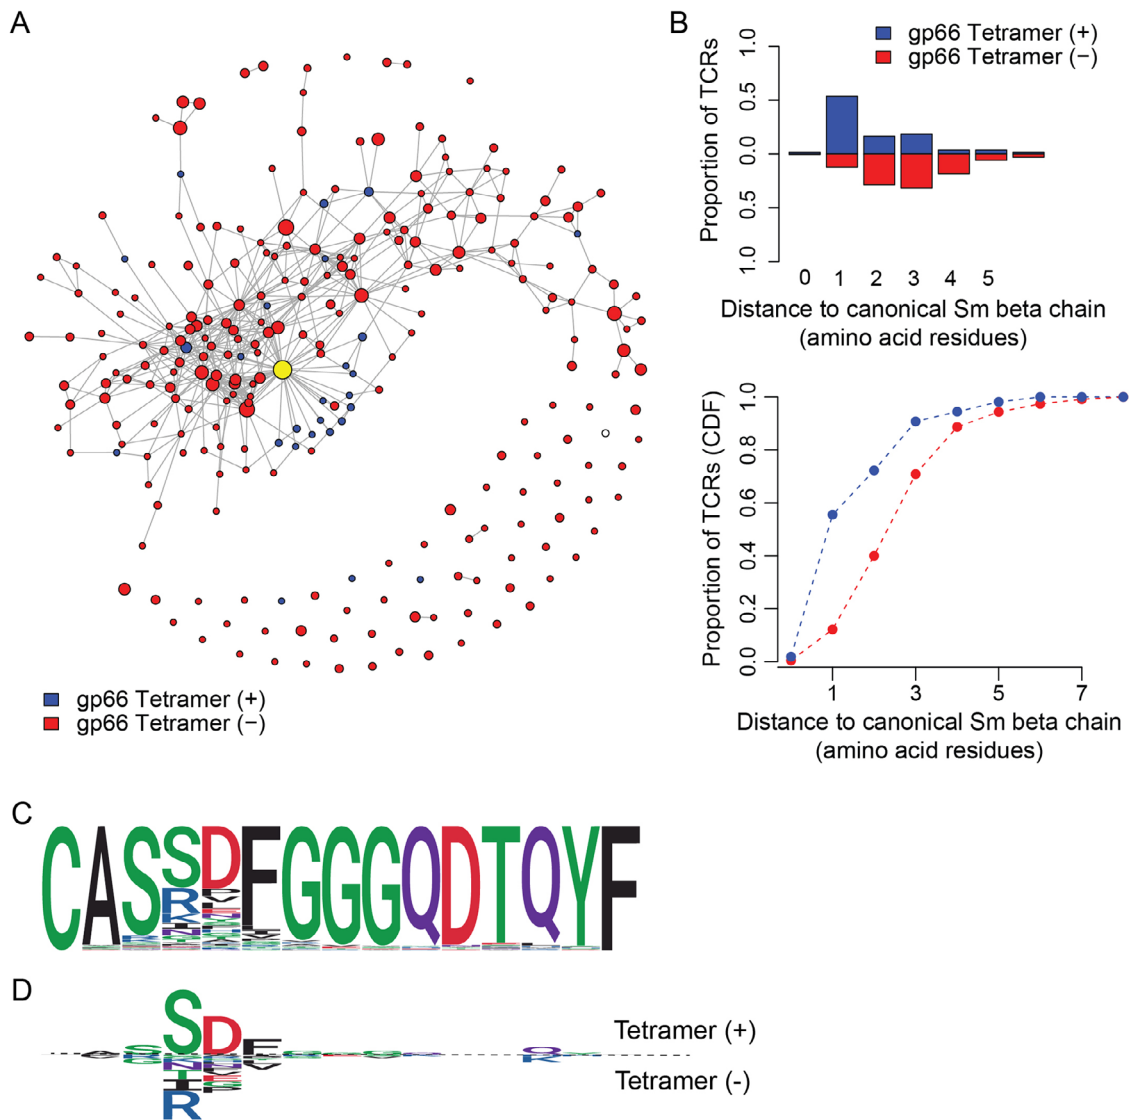 A
gp66 Tetramer (+)
gp66 Tetramer (−)
B
gp66 Tetramer (+)
gp66 Tetramer (−)
Proportion of TCRs
1.0
0.5
0.0
0.5
1.0
0 1 2 3 4 5
Distance to canonical Sm beta chain
(amino acid residues)
Proportion of TCRs (CDF)
1.0
0.8
0.6
0.4
0.2
0.0
1 3 5 7
Distance to canonical Sm beta chain
(amino acid residues)
C
CASSDFGGGQDTQYF
R
K
D
S D F
Q
K
T
I
R
Tetramer (+)
Tetramer (-)